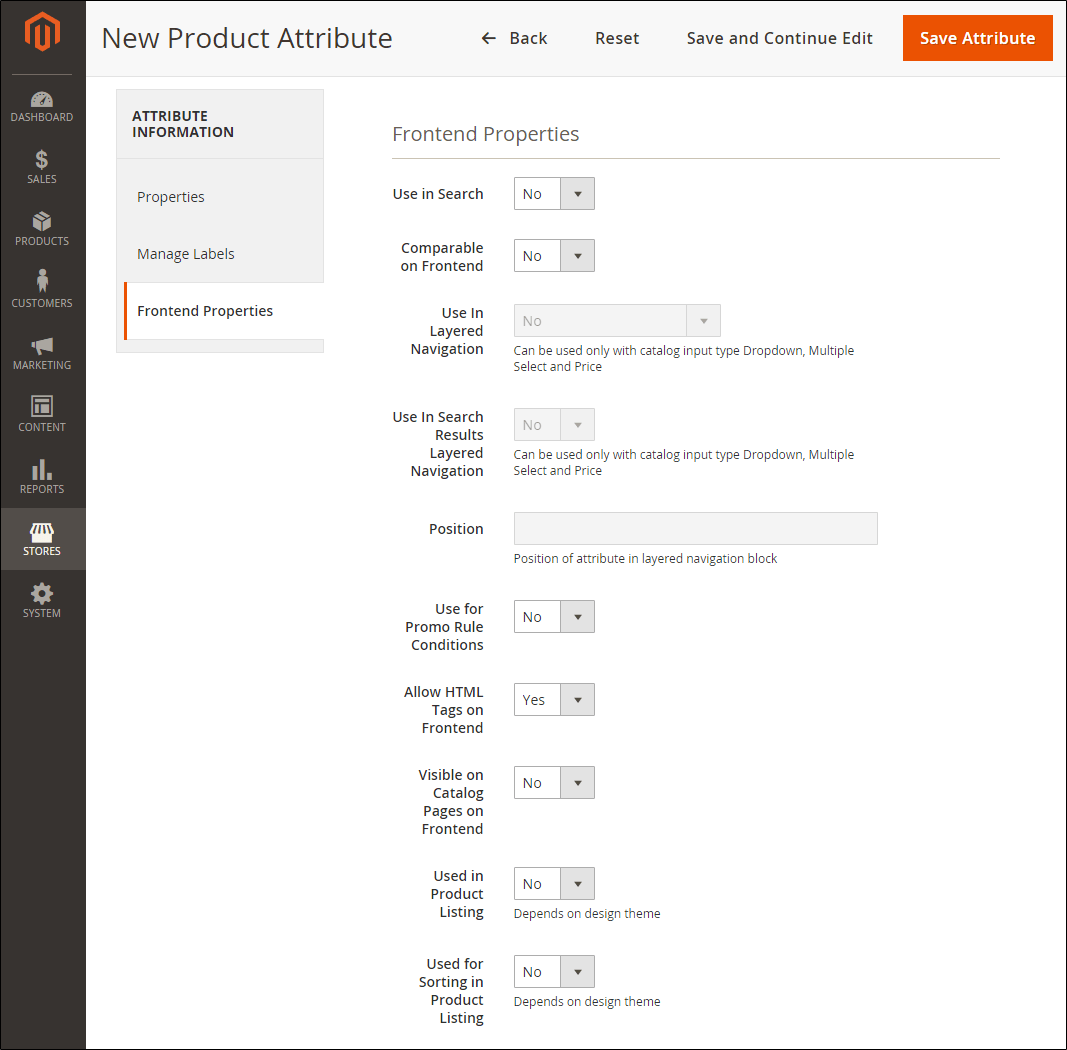 New Product Attribute
Back
Reset
Save and Continue Edit
Save Attribute
DASHBOARD
SALES
PRODUCTS
CUSTOMERS
MARKETING
CONTENT
REPORTS
STORES
SYSTEM
ATTRIBUTE
INFORMATION
Properties
Manage Labels
Frontend Properties
Frontend Properties
Use in Search
No
Comparable
on Frontend
No
Use In
Layered
Navigation
No
Can be used only with catalog input type Dropdown, Multiple
Select and Price
Use In Search
Results
Layered
Navigation
No
Can be used only with catalog input type Dropdown, Multiple
Select and Price
Position
Position of attribute in layered navigation block
Use for
Promo Rule
Conditions
No
Allow HTML
Tags on
Frontend
Yes
Visible on
Catalog
Pages on
Frontend
No
Used in
Product
Listing
No
Depends on design theme
Used for
Sorting in
Product
Listing
No
Depends on design theme